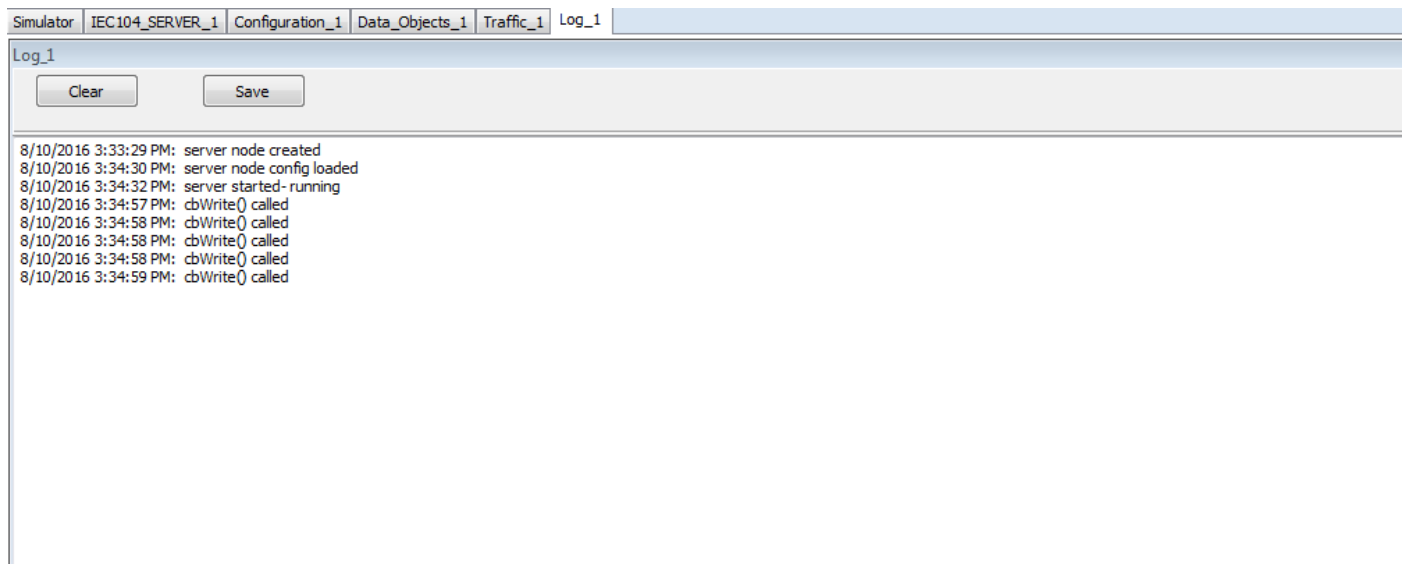 Simulator IEC104_SERVER_1 Configuration_1 Data_Objects_1 Traffic_1 Log_1
Log_1
Clear Save
8/10/2016 3:33:29 PM: server node created
8/10/2016 3:34:30 PM: server node config loaded
8/10/2016 3:34:32 PM: server started-running
8/10/2016 3:34:57 PM: cbWrite() called
8/10/2016 3:34:58 PM: cbWrite() called
8/10/2016 3:34:58 PM: cbWrite() called
8/10/2016 3:34:58 PM: cbWrite() called
8/10/2016 3:34:59 PM: cbWrite() called